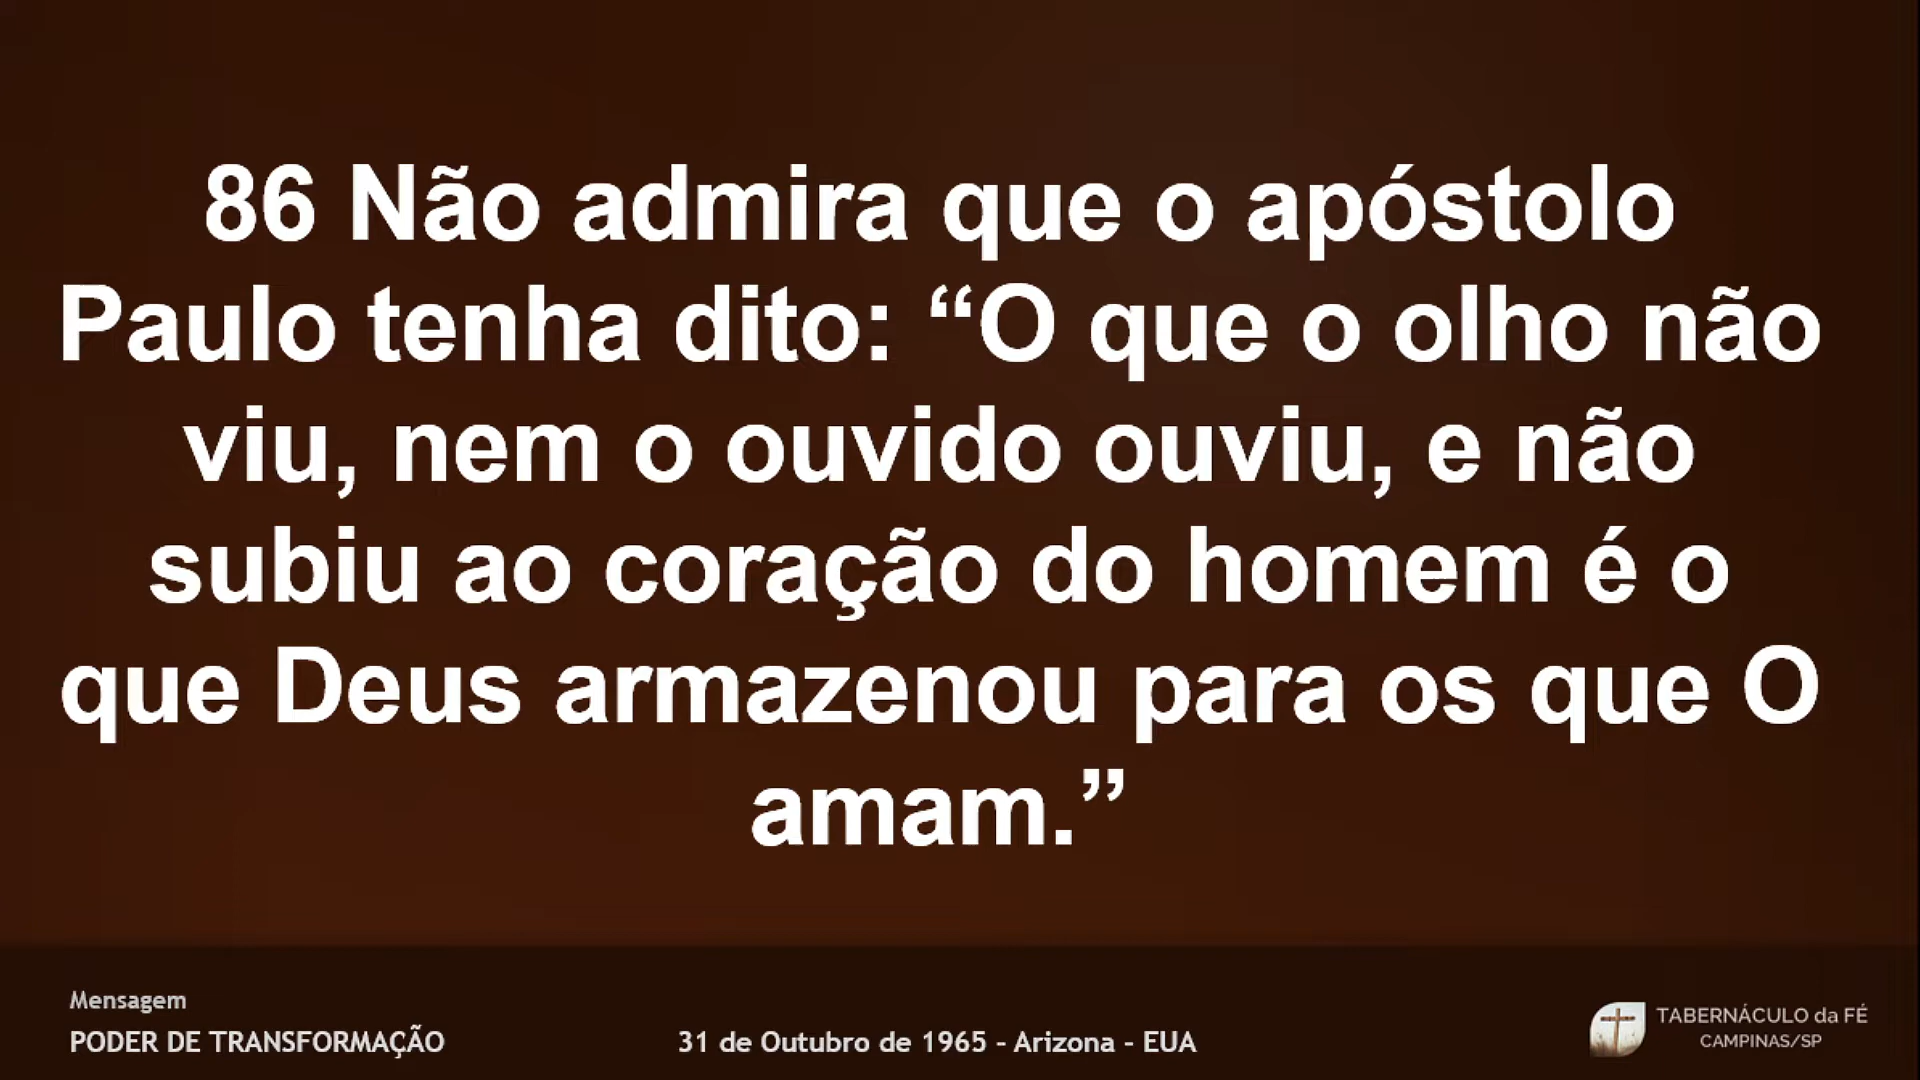 86 Não admira que o apóstolo
Paulo tenha dito: “O que o olho não
viu, nem o ouvido ouviu, e não
subiu ao coração do homem é o
que Deus armazenou para os que O
amam.”
Mensagem
PODER DE TRANSFORMAÇÃO
31 de Outubro de 1965 - Arizona - EUA
TABERNÁCULO da FÉ
CAMPINAS/SP